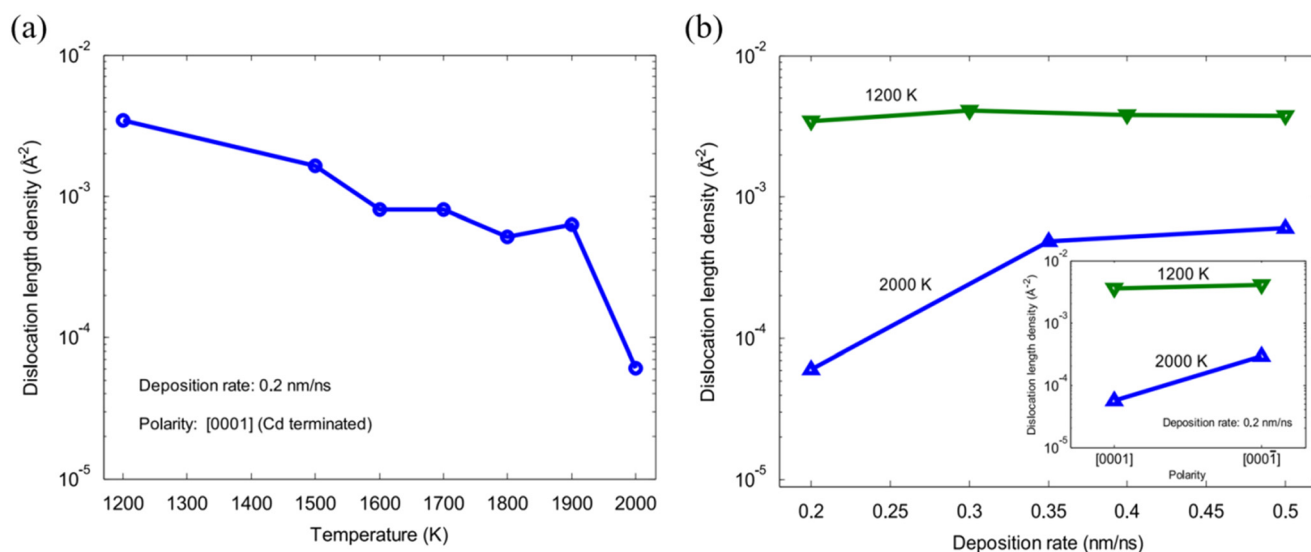 (a)
10⁻²
10⁻³
10⁻⁴
10⁻⁵
Dislocation length density (Å⁻²)
Deposition rate: 0.2 nm/ns
Polarity: [0001] (Cd terminated)
1200 1300 1400 1500 1600 1700 1800 1900 2000
Temperature (K)
(b)
10⁻²
10⁻³
10⁻⁴
10⁻⁵
Dislocation length density (Å⁻²)
1200 K
2000 K
0.2 0.25 0.3 0.35 0.4 0.45 0.5
Deposition rate (nm/ns)
10⁻²
10⁻³
10⁻⁴
10⁻⁵
Dislocation length density (Å⁻²)
1200 K
2000 K
Deposition rate: 0.2 nm/ns
[0001] [0001̄]
Polarity